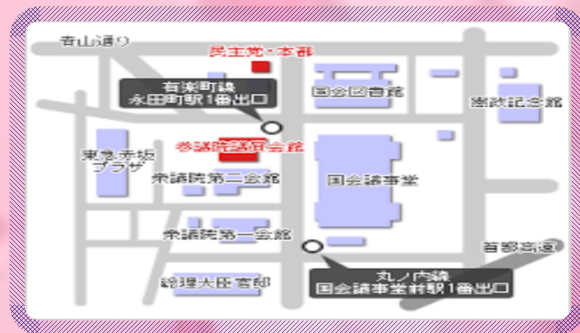 青山通り
民主党・本部
有楽町線
永田町駅1番出口
国会図書館
憲政記念館
参議院議員会館
東急赤坂
プラザ
衆議院第二会館
国会議事堂
衆議院第一会館
首都高速
総理大臣官邸
丸ノ内線
国会議事堂前駅1番出口